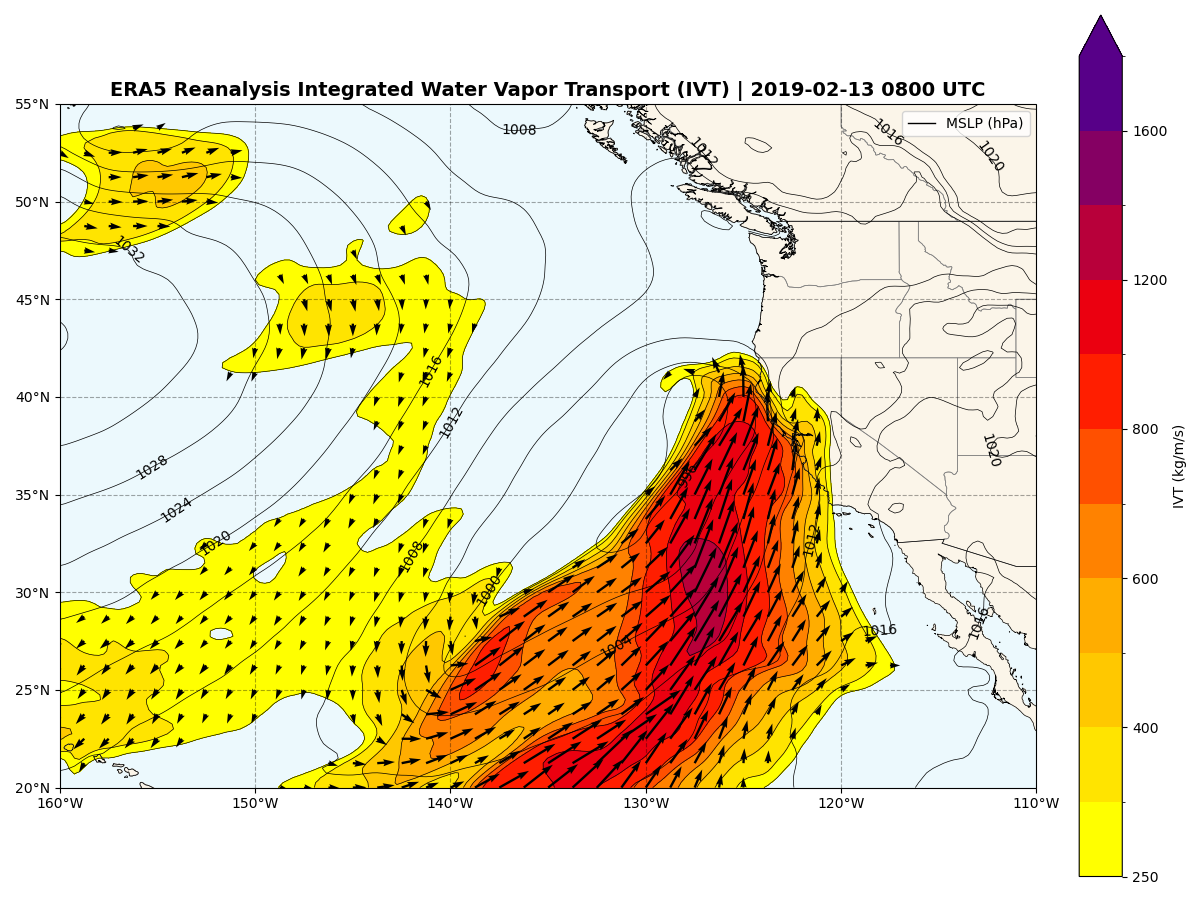 ERA5 Reanalysis Integrated Water Vapor Transport (IVT) | 2019-02-13 0800 UTC
MSLP (hPa)
55°N
50°N
45°N
40°N
35°N
30°N
25°N
20°N
160°W
150°W
140°W
130°W
120°W
110°W
1008
1012
1016
1020
1032
1016
1012
1028
1024
1020
1008
1000
996
1004
1012
1016
1016
1020
1600
1200
800
600
400
250
IVT (kg/m/s)